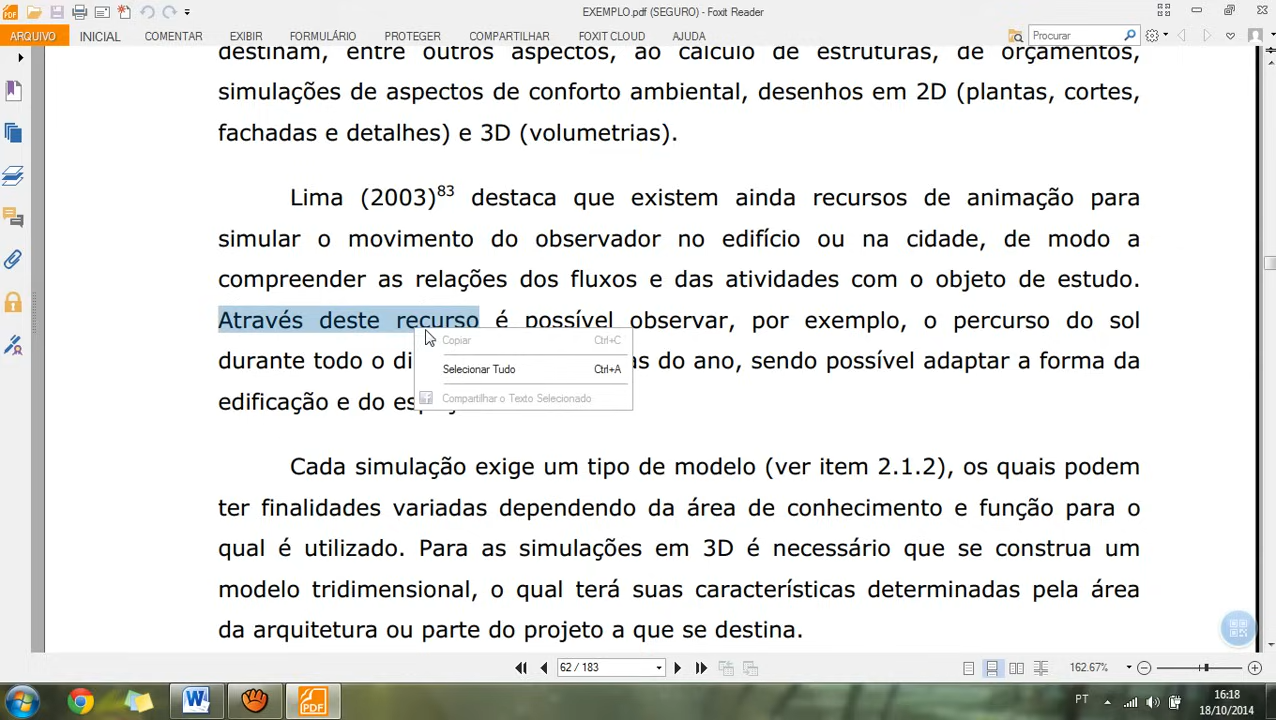 EXEMPLO.pdf (SEGURO) - Foxit Reader
ARQUIVO INICIAL COMENTAR EXIBIR FORMULÁRIO PROTEGER COMPARTILHAR FOXIT CLOUD AJUDA Procurar
destinam, entre outros aspectos, ao cálculo de estruturas, de orçamentos,
simulações de aspectos de conforto ambiental, desenhos em 2D (plantas, cortes,
fachadas e detalhes) e 3D (volumetrias).
Lima (2003)83 destaca que existem ainda recursos de animação para
simular o movimento do observador no edifício ou na cidade, de modo a
compreender as relações dos fluxos e das atividades com o objeto de estudo.
Através deste recurso é possível observar, por exemplo, o percurso do sol
Copiar Ctrl+C
durante todo o di as do ano, sendo possível adaptar a forma da
Selecionar Tudo Ctrl+A
edificação e do
Compartilhar o Texto Selecionado
Cada simulação exige um tipo de modelo (ver item 2.1.2), os quais podem
ter finalidades variadas dependendo da área de conhecimento e função para o
qual é utilizado. Para as simulações em 3D é necessário que se construa um
modelo tridimensional, o qual terá suas características determinadas pela área
da arquitetura ou parte do projeto a que se destina.
62 / 183 162.67%
PT 16:18
18/10/2014